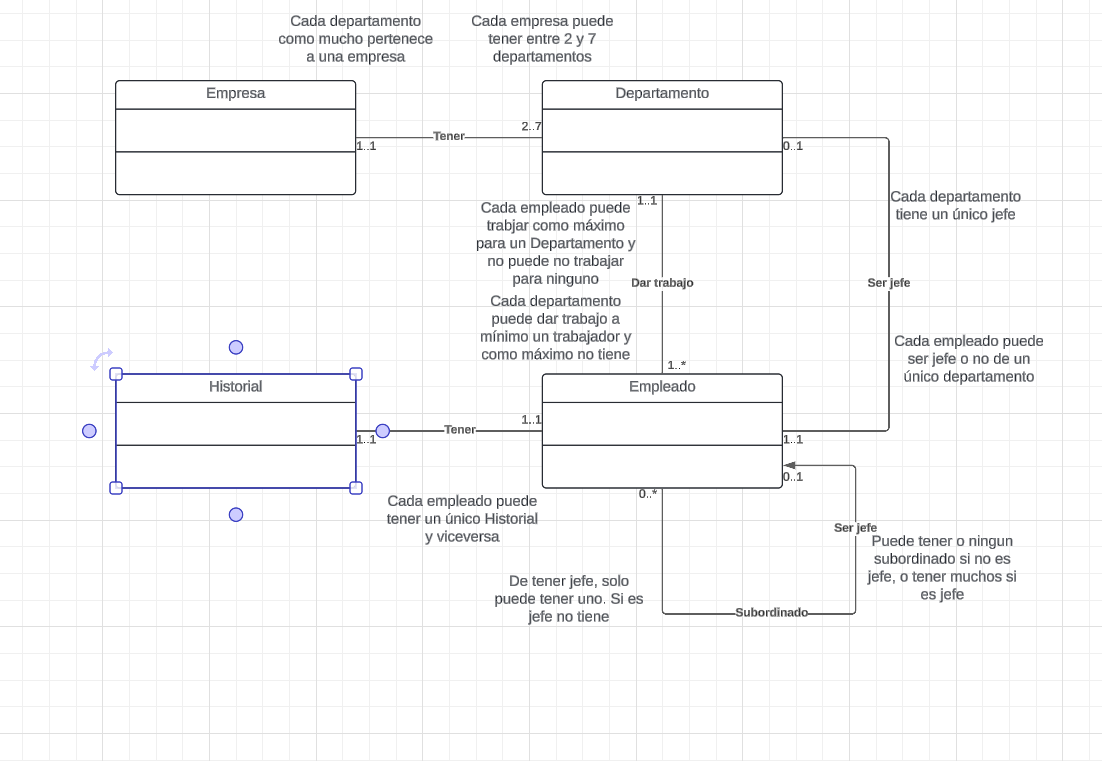 Cada departamento
como mucho pertenece
a una empresa
Cada empresa puede
tener entre 2 y 7
departamentos
Empresa
Departamento
2..7
Tener
1..1
0..1
Cada departamento
tiene un único jefe
1..1
Cada empleado puede
trabjar como máximo
para un Departamento y
no puede no trabajar
para ninguno
Dar trabajo
Ser jefe
Cada departamento
puede dar trabajo a
mínimo un trabajador y
como máximo no tiene
Cada empleado puede
ser jefe o no de un
único departamento
1..*
Historial
Empleado
1..1
Tener
1..1
1..1
0..1
0..*
Cada empleado puede
tener un único Historial
y viceversa
Ser jefe
Puede tener o ningun
subordinado si no es
jefe, o tener muchos si
es jefe
De tener jefe, solo
puede tener uno. Si es
jefe no tiene
Subordinado